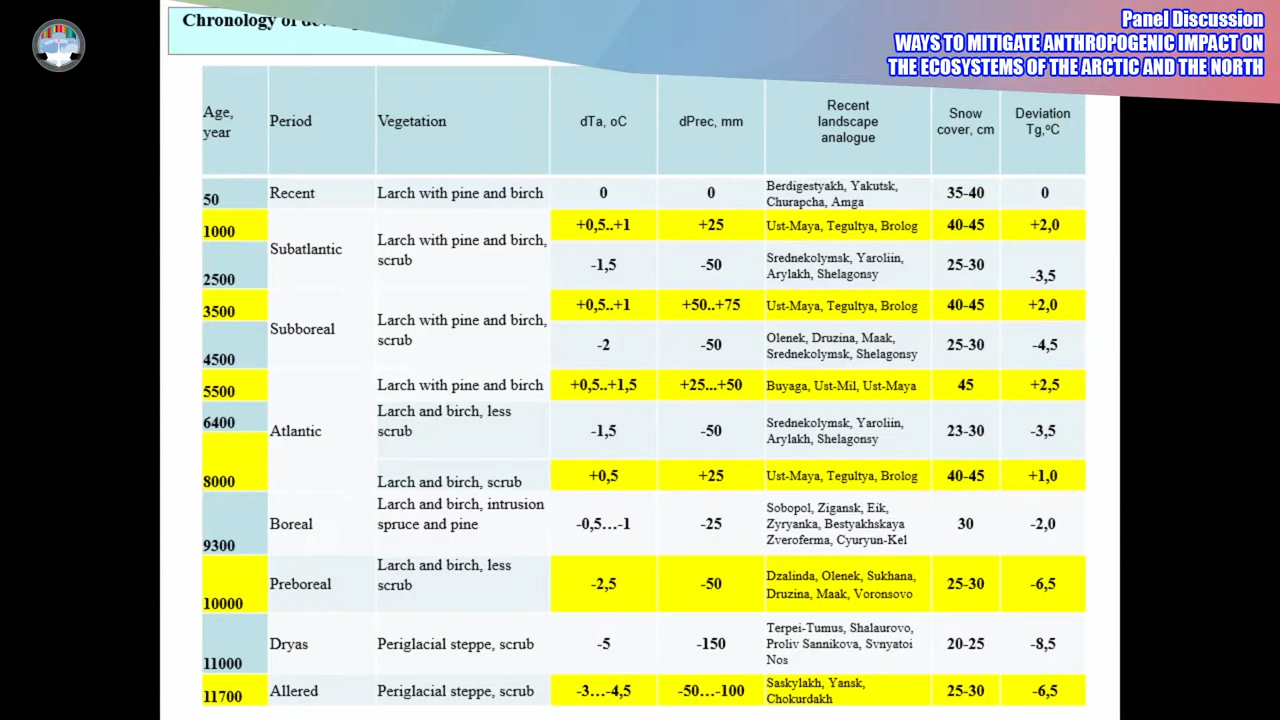 Panel Discussion
WAYS TO MITIGATE ANTHROPOGENIC IMPACT ON
THE ECOSYSTEMS OF THE ARCTIC AND THE NORTH
Chronology of
Age, year Period Vegetation dTa, oC dPrec, mm Recent landscape analogue Snow cover, cm Deviation Tg,ºC
50 Recent Larch with pine and birch 0 0 Berdigestyakh, Yakutsk, Churapcha, Amga 35-40 0
1000 Subatlantic Larch with pine and birch, scrub +0,5..+1 +25 Ust-Maya, Tegultya, Brolog 40-45 +2,0
2500 -1,5 -50 Srednekolymsk, Yaroliin, Arylakh, Shelagonsy 25-30 -3,5
3500 Subboreal Larch with pine and birch, scrub +0,5..+1 +50..+75 Ust-Maya, Tegultya, Brolog 40-45 +2,0
4500 -2 -50 Olenek, Druzina, Maak, Srednekolymsk, Shelagonsy 25-30 -4,5
5500 Atlantic Larch with pine and birch +0,5..+1,5 +25...+50 Buyaga, Ust-Mil, Ust-Maya 45 +2,5
6400 Larch and birch, less scrub -1,5 -50 Srednekolymsk, Yaroliin, Arylakh, Shelagonsy 23-30 -3,5
8000 Larch and birch, scrub +0,5 +25 Ust-Maya, Tegultya, Brolog 40-45 +1,0
9300 Boreal Larch and birch, intrusion spruce and pine -0,5…-1 -25 Sobopol, Zigansk, Eik, Zyryanka, Bestyakhskaya Zveroferma, Cyuryun-Kel 30 -2,0
10000 Preboreal Larch and birch, less scrub -2,5 -50 Dzalinda, Olenek, Sukhana, Druzina, Maak, Voronsovo 25-30 -6,5
11000 Dryas Periglacial steppe, scrub -5 -150 Terpei-Tumus, Shalaurovo, Proliv Sannikova, Svnyatoi Nos 20-25 -8,5
11700 Allered Periglacial steppe, scrub -3…-4,5 -50…-100 Saskylakh, Yansk, Chokurdakh 25-30 -6,5